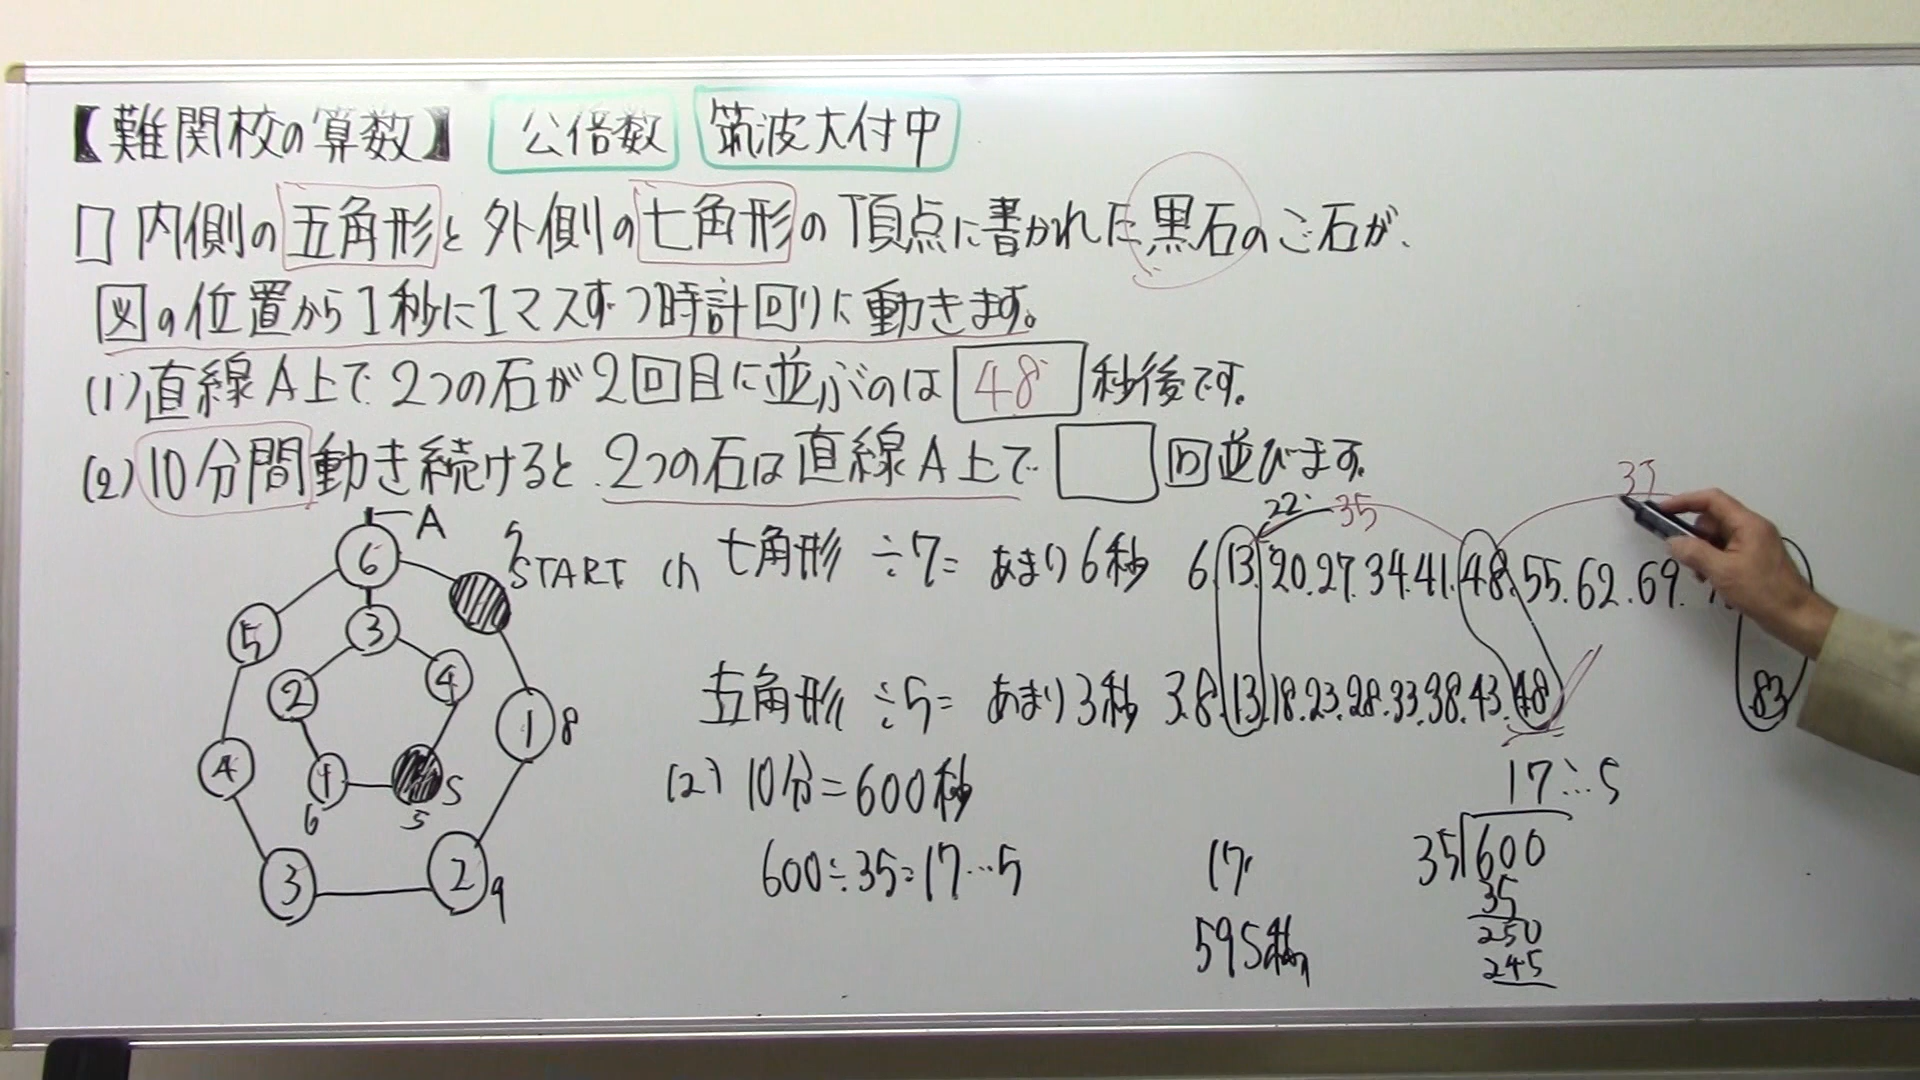 【難関校の算数】 公倍数 筑波大付中
□ 内側の五角形と外側の七角形の頂点に書かれた黒石のご石が、
図の位置から1秒に1マスずつ時計回りに動きます。
(1) 直線A上で2つの石が2回目に並ぶのは 48 秒後です。
(2) 10分間動き続けると2つの石は直線A上で □ 回並びます。
A
START
6
5
4
3
2
9
1
8
3
4
2
1
6
5
5
(1) 七角形 ÷7= あまり6秒 6.13.20.27.34.41.48.55.62.69.
22
35
35
五角形 ÷5= あまり3秒 3.8.13.18.23.28.33.38.43.48 83
(2) 10分=600秒
600÷35=17…5
17
595秒
17…5
35)600
35
250
245